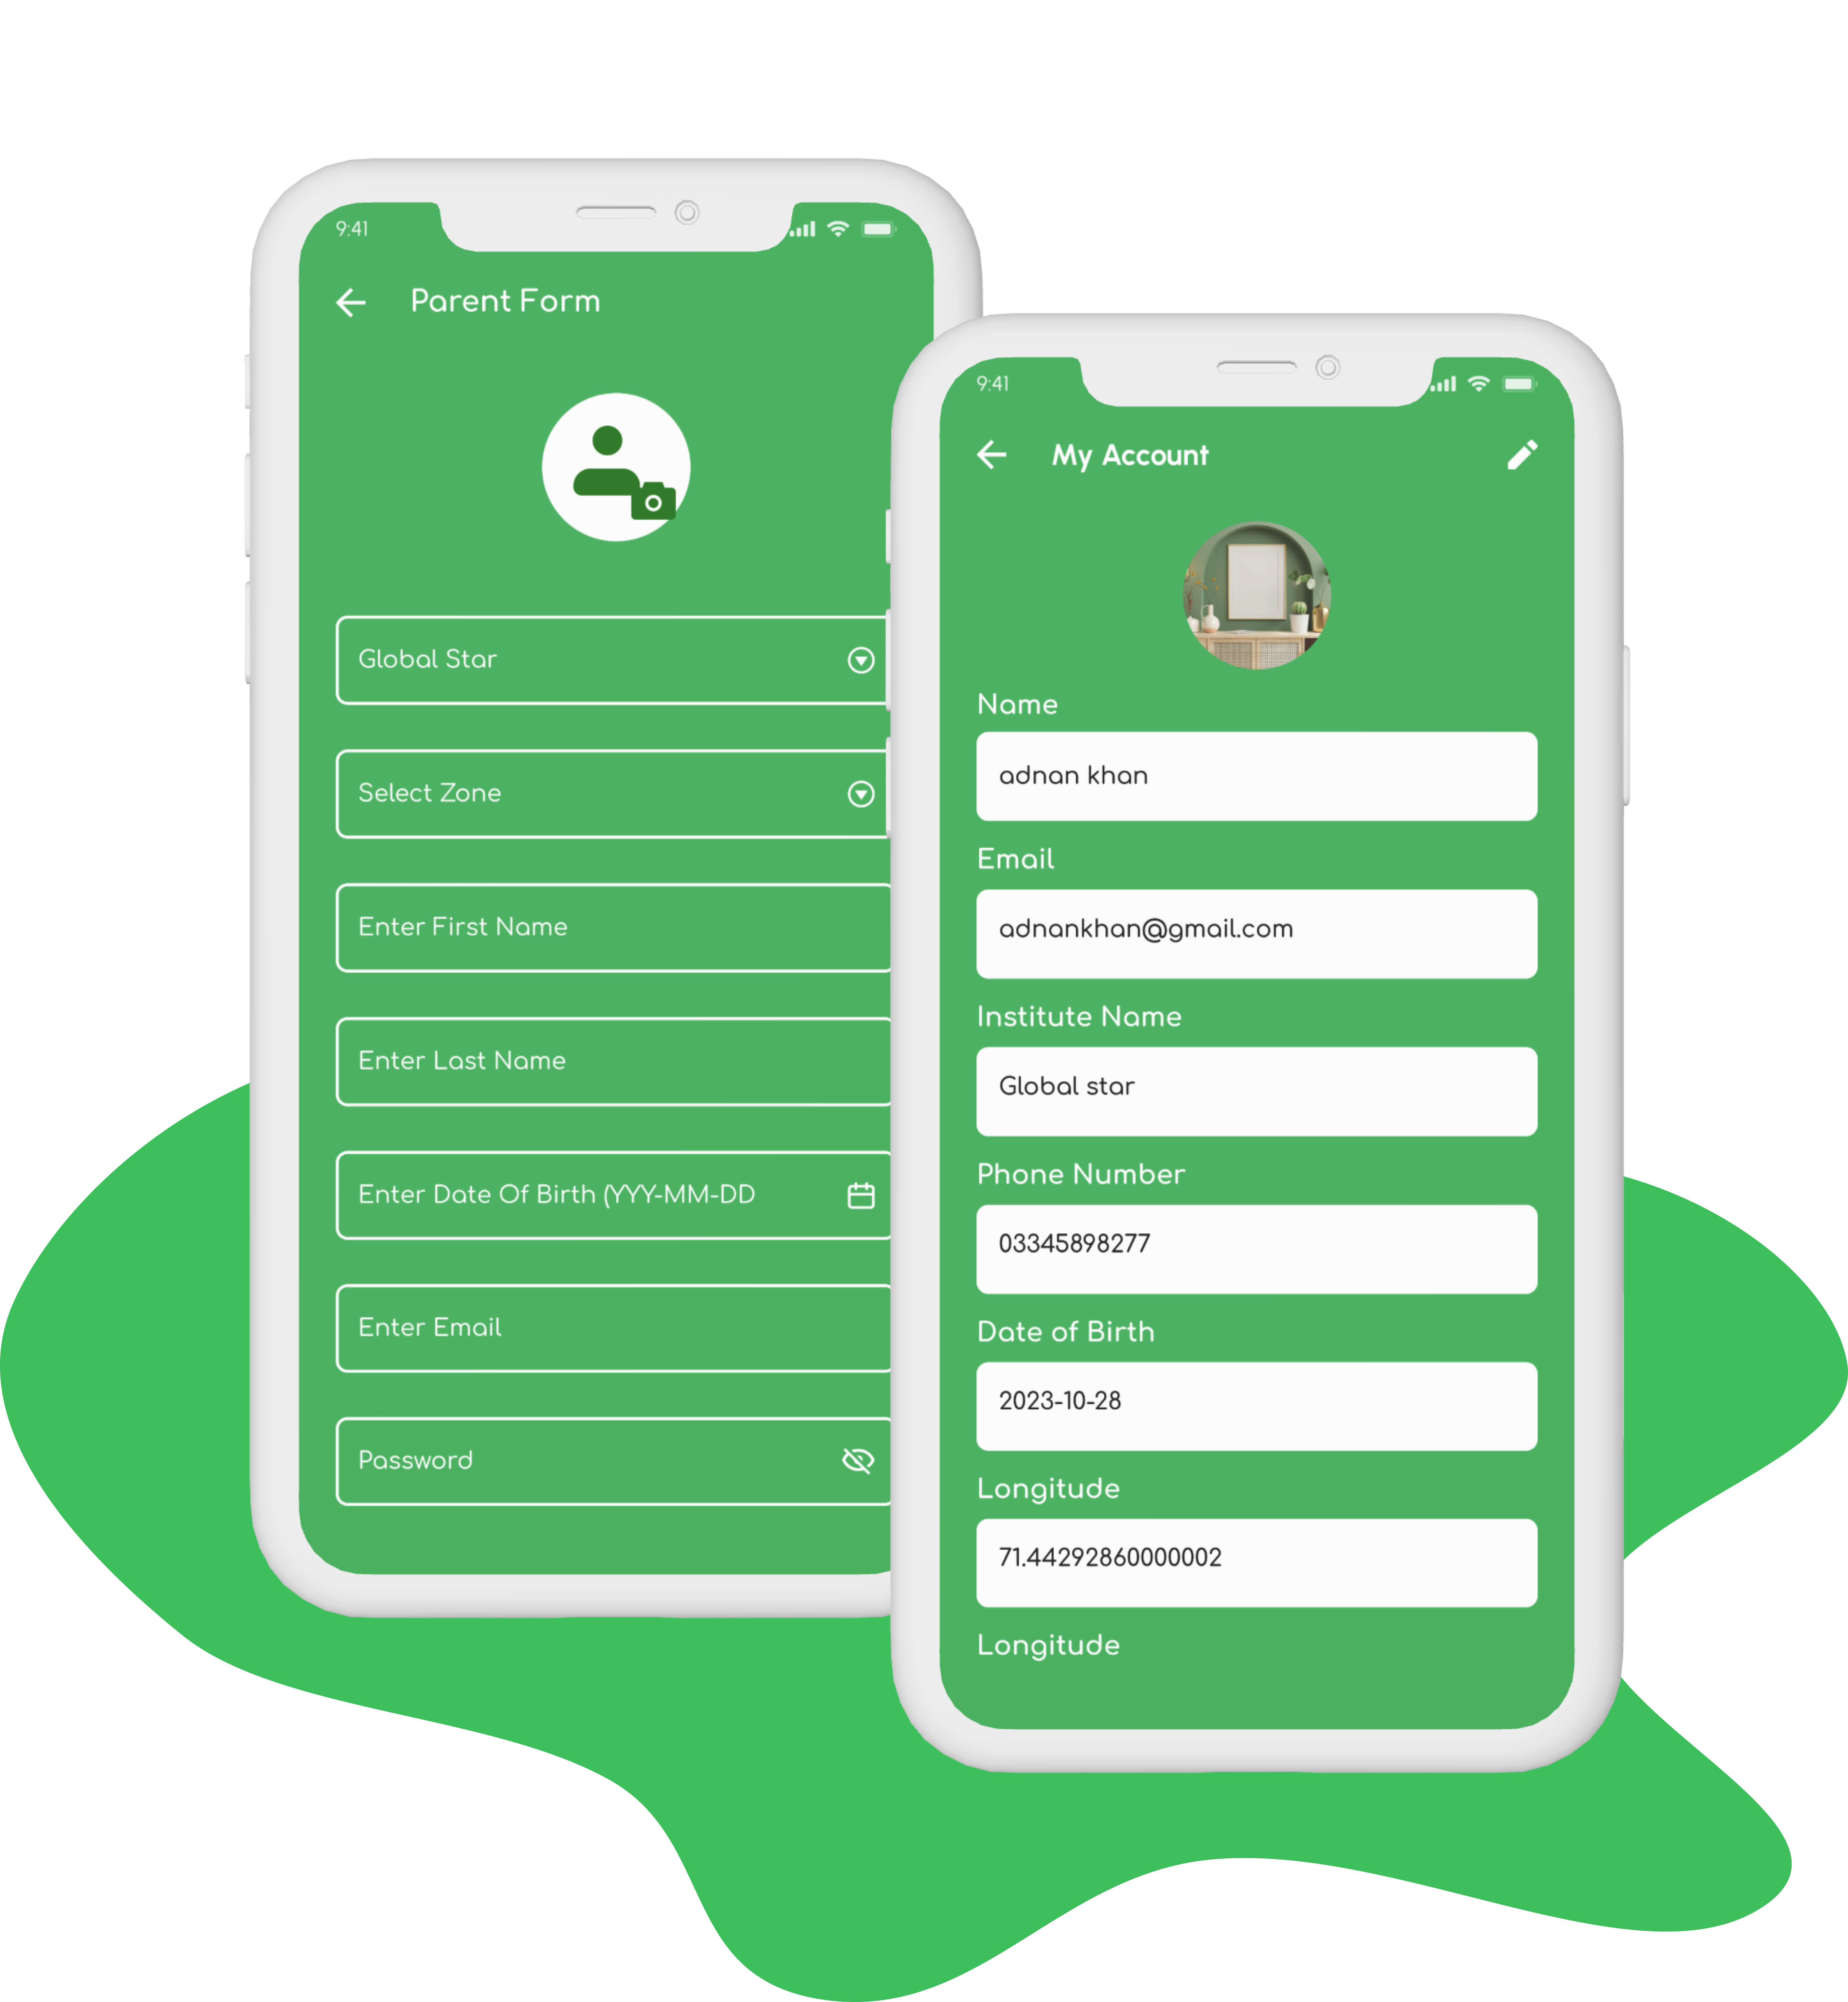 9:41
Parent Form
Global Star
Select Zone
Enter First Name
Enter Last Name
Enter Date Of Birth (YYY-MM-DD
Enter Email
Password
9:41
My Account
Name
adnan khan
Email
adnankhan@gmail.com
Institute Name
Global star
Phone Number
03345898277
Date of Birth
2023-10-28
Longitude
71.44292860000002
Longitude